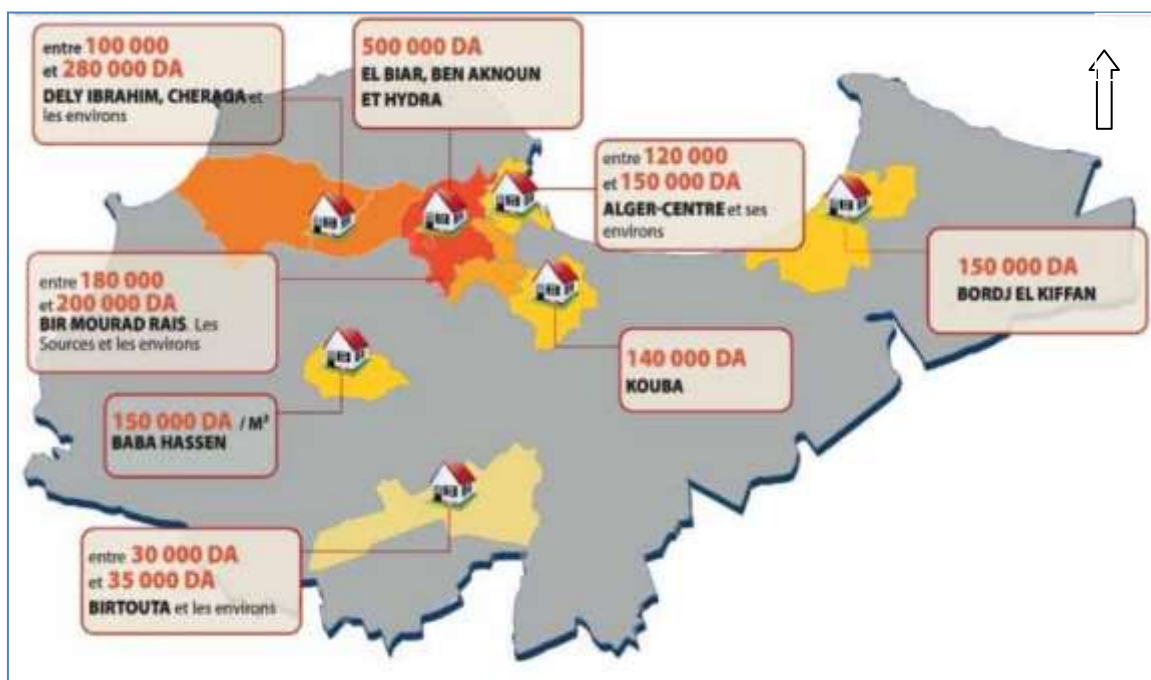 entre 100 000
et 280 000 DA
DELY IBRAHIM, CHERAGA et
les environs
500 000 DA
EL BIAR, BEN AKNOUN
ET HYDRA
entre 120 000
et 150 000 DA
ALGER-CENTRE et ses
environs
150 000 DA
BORDJ EL KIFFAN
entre 180 000
et 200 000 DA
BIR MOURAD RAIS. Les
Sources et les environs
140 000 DA
KOUBA
150 000 DA / M²
BABA HASSEN
entre 30 000 DA
et 35 000 DA
BIRTOUTA et les environs